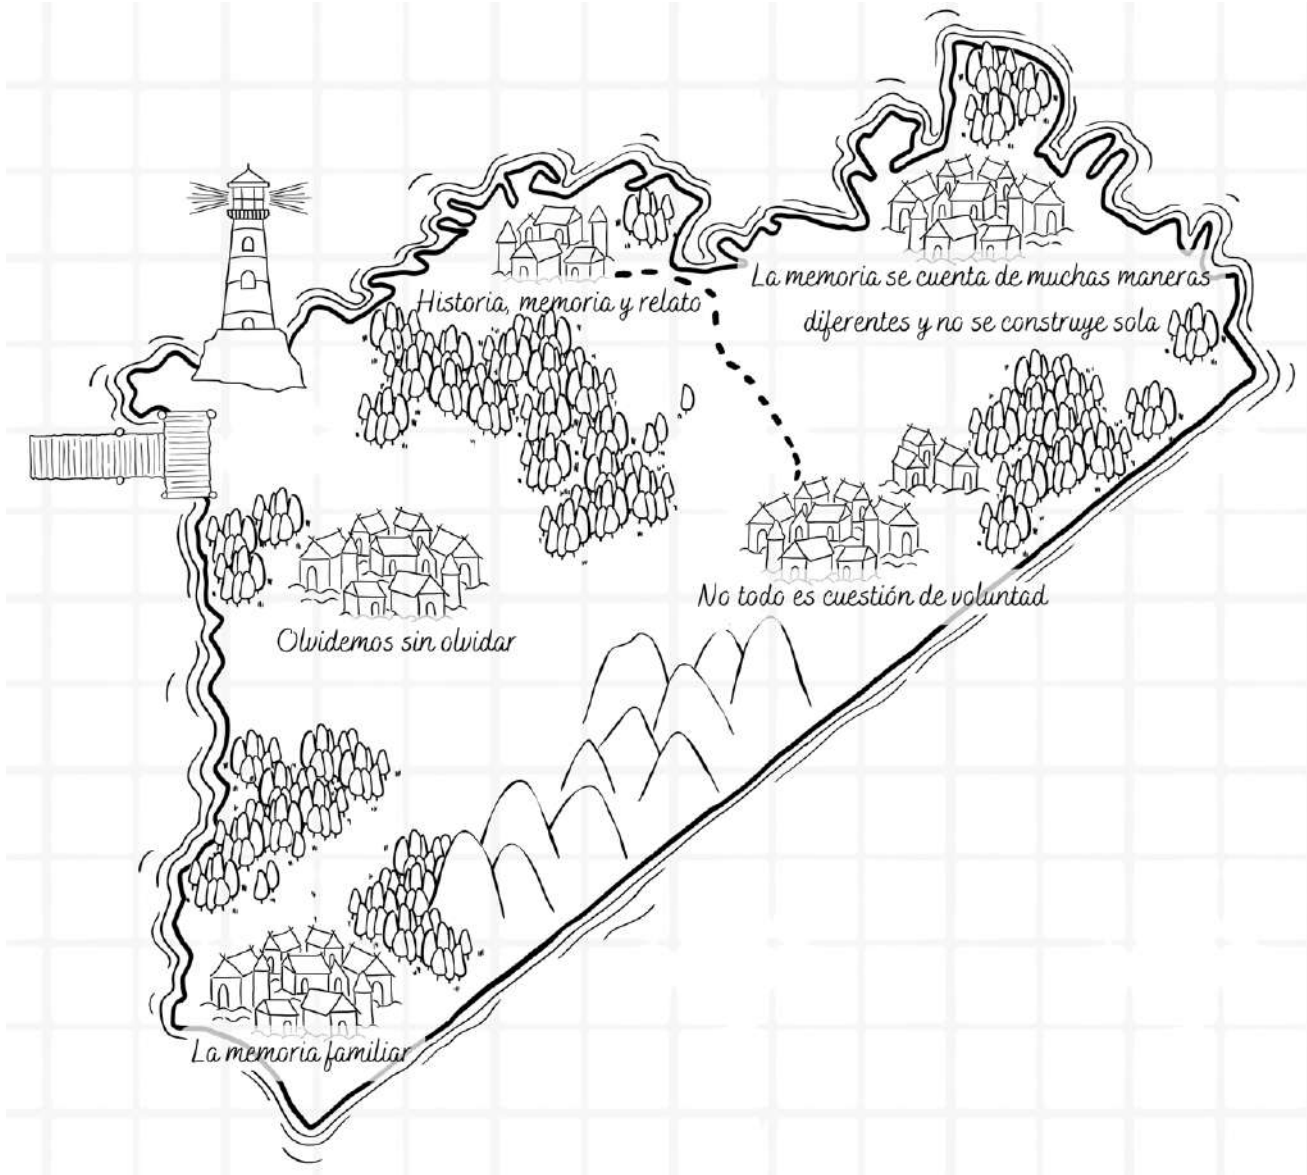 La memoria se cuenta de muchas maneras
diferentes y no se construye sola
Historia, memoria y relato
No todo es cuestión de voluntad
Olvidemos sin olvidar
La memoria familiar